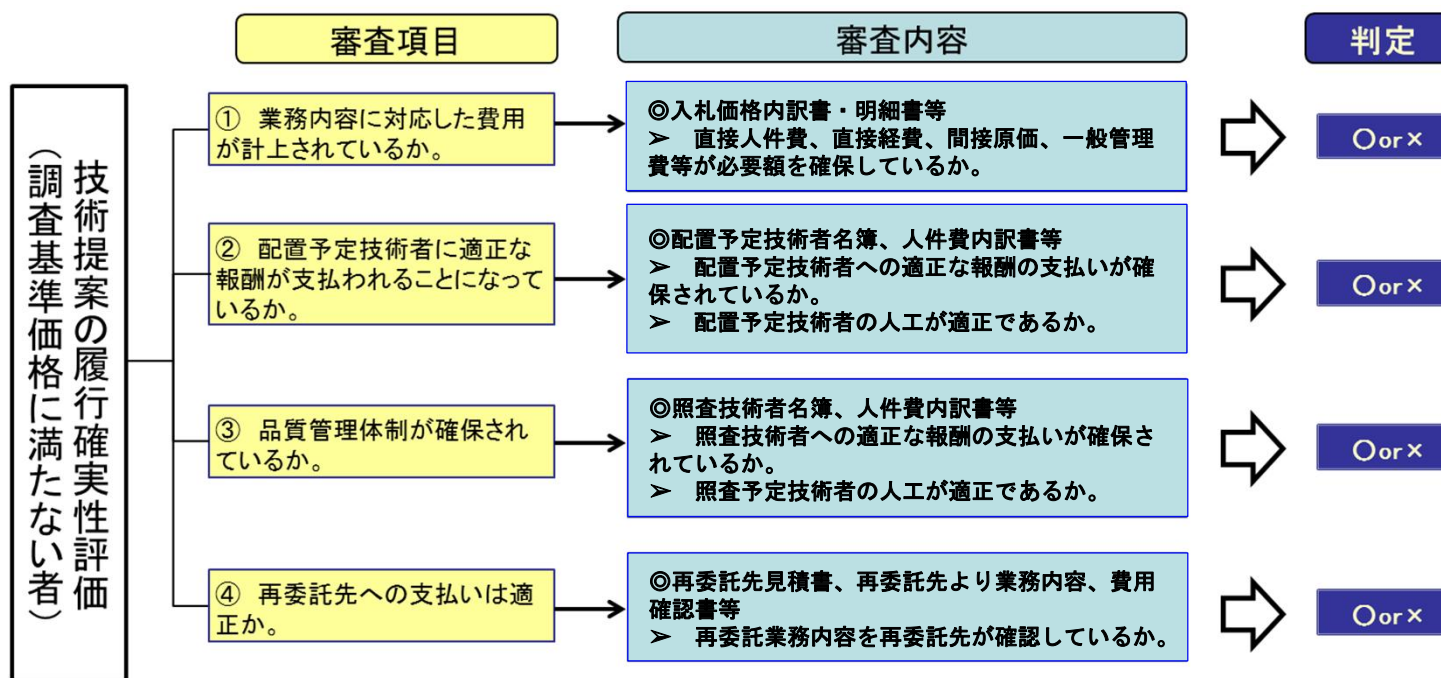 審査項目
審査内容
判定
技術提案の履行確実性評価
（調査基準価格に満たない者）
① 業務内容に対応した費用
が計上されているか。
◎入札価格内訳書・明細書等
➢ 直接人件費、直接経費、間接原価、一般管理
費等が必要額を確保しているか。
○or×
② 配置予定技術者に適正な
報酬が支払われることになって
いるか。
◎配置予定技術者名簿、人件費内訳書等
➢ 配置予定技術者への適正な報酬の支払いが確
保されているか。
➢ 配置予定技術者の人工が適正であるか。
○or×
③ 品質管理体制が確保され
ているか。
◎照査技術者名簿、人件費内訳書等
➢ 照査技術者への適正な報酬の支払いが確保さ
れているか。
➢ 照査予定技術者の人工が適正であるか。
○or×
④ 再委託先への支払いは適
正か。
◎再委託先見積書、再委託先より業務内容、費用
確認書等
➢ 再委託業務内容を再委託先が確認しているか。
○or×